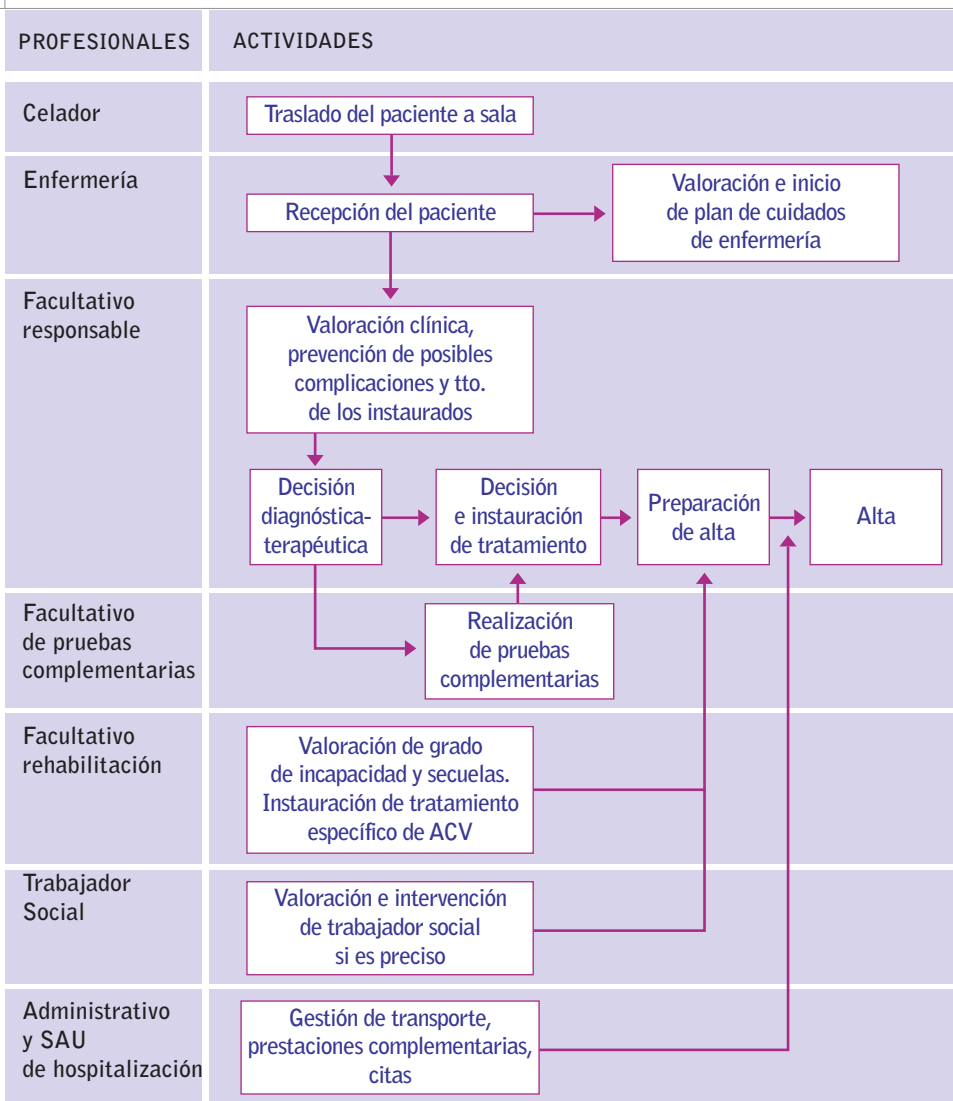 PROFESIONALES
ACTIVIDADES
Celador
Traslado del paciente a sala
Enfermería
Recepción del paciente
Valoración e inicio
de plan de cuidados
de enfermería
Facultativo
responsable
Valoración clínica,
prevención de posibles
complicaciones y tto.
de los instaurados
Decisión
diagnóstica-
terapéutica
Decisión
e instauración
de tratamiento
Preparación
de alta
Alta
Facultativo
de pruebas
complementarias
Realización
de pruebas
complementarias
Facultativo
rehabilitación
Valoración de grado
de incapacidad y secuelas.
Instauración de tratamiento
específico de ACV
Trabajador
Social
Valoración e intervención
de trabajador social
si es preciso
Administrativo
y SAU
de hospitalización
Gestión de transporte,
prestaciones complementarias,
citas